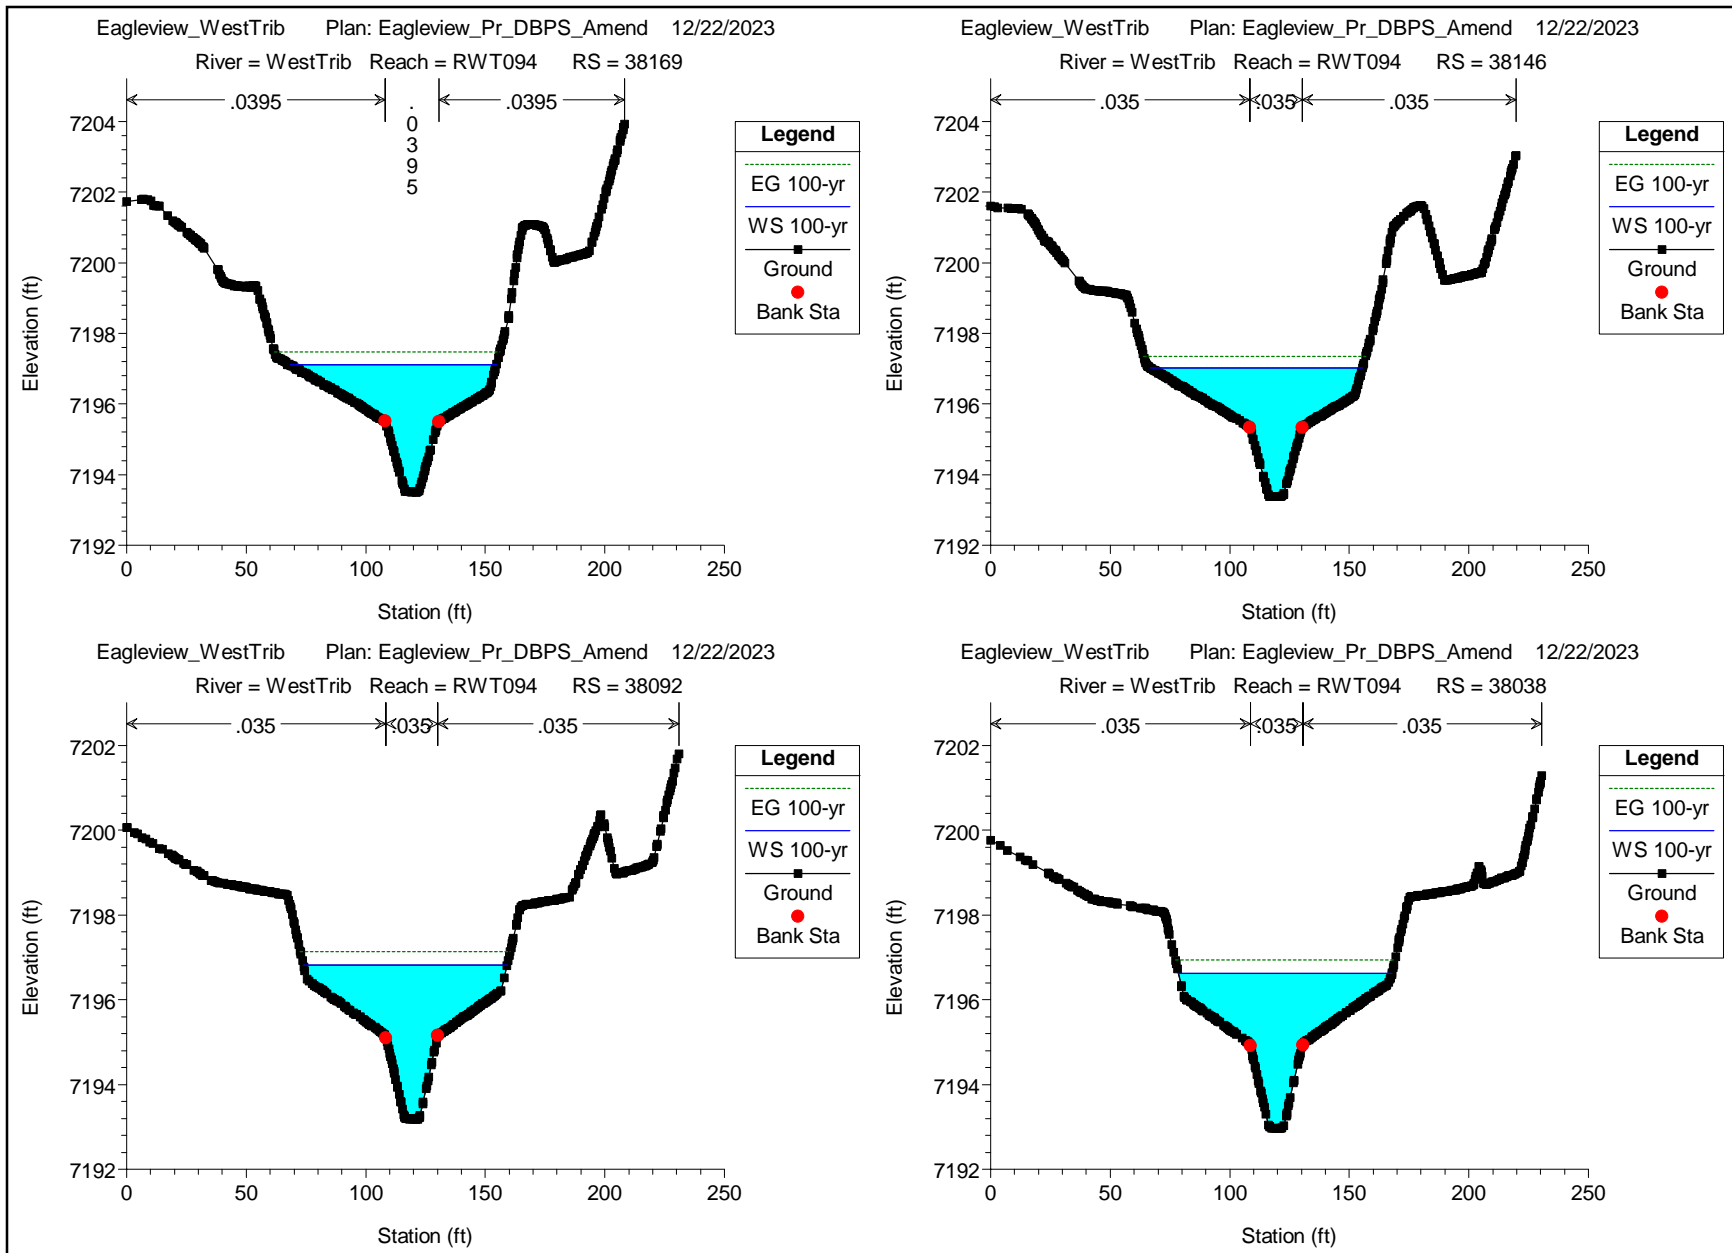 Eagleview_WestTrib Plan: Eagleview_Pr_DBPS_Amend 12/22/2023
River = WestTrib Reach = RWT094 RS = 38169
.0395
.0395
.0395
7204
7202
7200
7198
7196
7194
7192
Elevation (ft)
0 50 100 150 200 250
Station (ft)
Legend
EG 100-yr
WS 100-yr
Ground
Bank Sta
Eagleview_WestTrib Plan: Eagleview_Pr_DBPS_Amend 12/22/2023
River = WestTrib Reach = RWT094 RS = 38146
.035 .035 .035
7204
7202
7200
7198
7196
7194
7192
Elevation (ft)
0 50 100 150 200 250
Station (ft)
Legend
EG 100-yr
WS 100-yr
Ground
Bank Sta
Eagleview_WestTrib Plan: Eagleview_Pr_DBPS_Amend 12/22/2023
River = WestTrib Reach = RWT094 RS = 38092
.035 .035 .035
7202
7200
7198
7196
7194
7192
Elevation (ft)
0 50 100 150 200 250
Station (ft)
Legend
EG 100-yr
WS 100-yr
Ground
Bank Sta
Eagleview_WestTrib Plan: Eagleview_Pr_DBPS_Amend 12/22/2023
River = WestTrib Reach = RWT094 RS = 38038
.035 .035 .035
7202
7200
7198
7196
7194
7192
Elevation (ft)
0 50 100 150 200 250
Station (ft)
Legend
EG 100-yr
WS 100-yr
Ground
Bank Sta